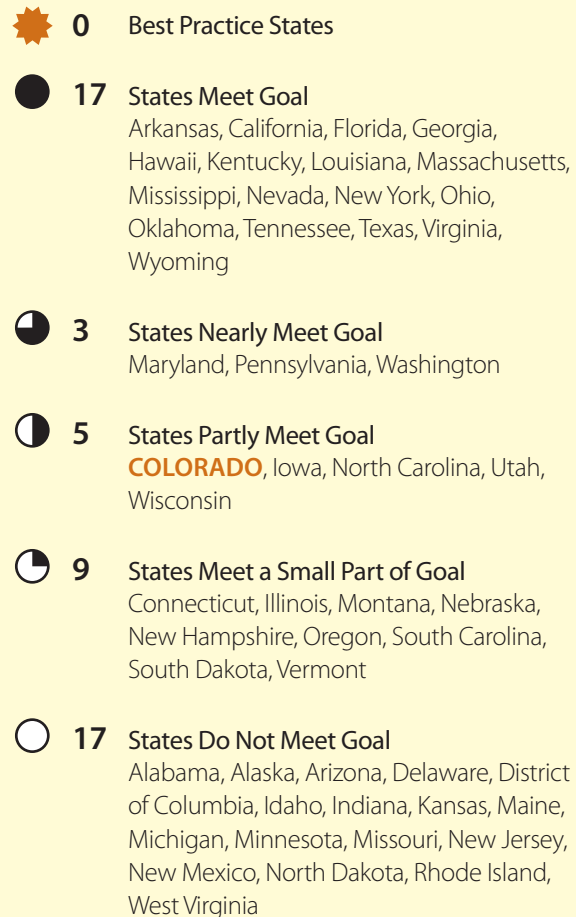 0 Best Practice States
17 States Meet Goal
Arkansas, California, Florida, Georgia,
Hawaii, Kentucky, Louisiana, Massachusetts,
Mississippi, Nevada, New York, Ohio,
Oklahoma, Tennessee, Texas, Virginia,
Wyoming
3 States Nearly Meet Goal
Maryland, Pennsylvania, Washington
5 States Partly Meet Goal
COLORADO, Iowa, North Carolina, Utah,
Wisconsin
9 States Meet a Small Part of Goal
Connecticut, Illinois, Montana, Nebraska,
New Hampshire, Oregon, South Carolina,
South Dakota, Vermont
17 States Do Not Meet Goal
Alabama, Alaska, Arizona, Delaware, District
of Columbia, Idaho, Indiana, Kansas, Maine,
Michigan, Minnesota, Missouri, New Jersey,
New Mexico, North Dakota, Rhode Island,
West Virginia